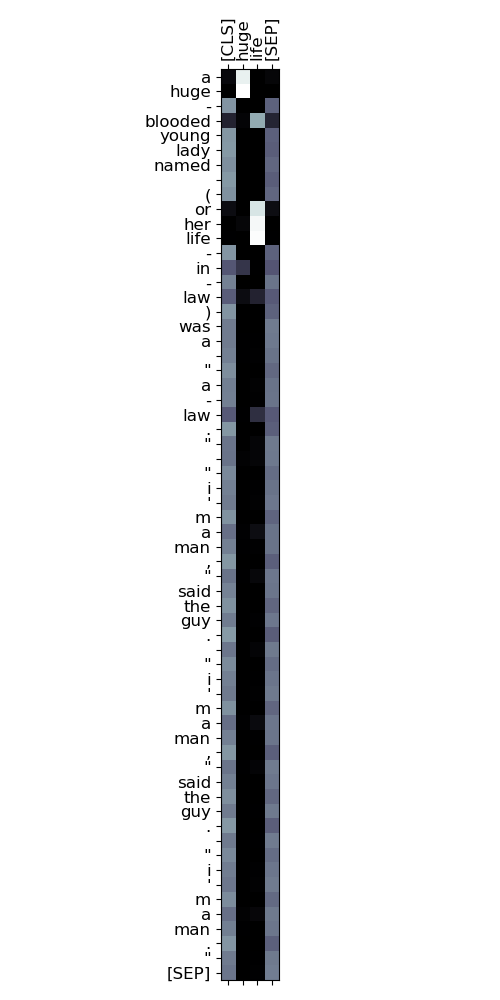 [CLS] huge life [SEP]
a
huge
-
blooded
young
lady
named
(
or
her
life
-
in
-
law
)
was
a
"
a
-
law
.
"
"
i
'
m
a
man
,
"
said
the
guy
.
"
i
'
m
a
man
,
"
said
the
guy
.
"
i
'
m
a
man
.
"
[SEP]